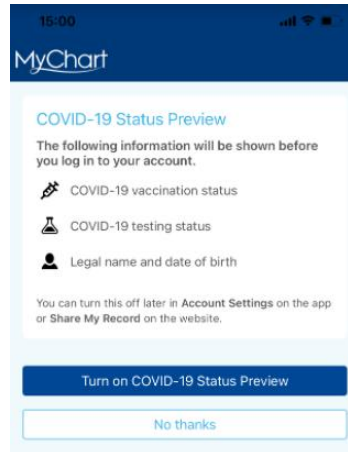 15:00
MyChart
COVID-19 Status Preview
The following information will be shown before
you log in to your account.
COVID-19 vaccination status
COVID-19 testing status
Legal name and date of birth
You can turn this off later in Account Settings on the app
or Share My Record on the website.
Turn on COVID-19 Status Preview
No thanks